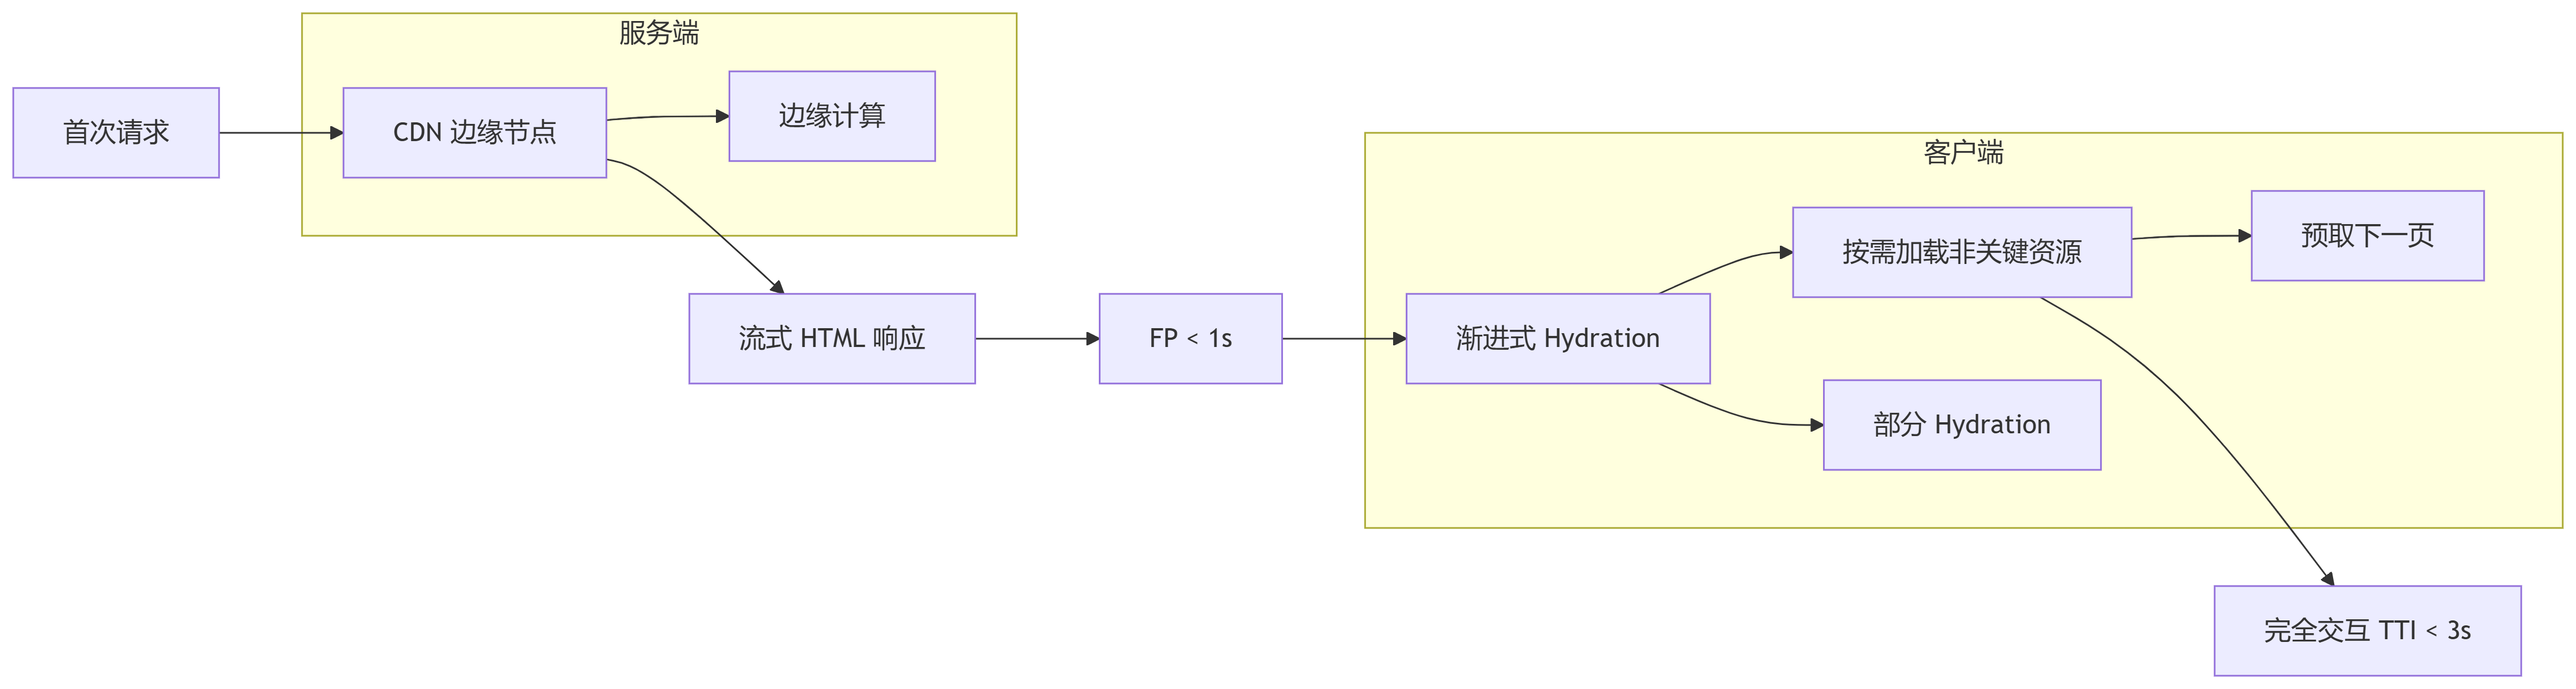 服务端
首次请求
CDN 边缘节点
边缘计算
流式 HTML 响应
FP < 1s
客户端
渐进式 Hydration
按需加载非关键资源
预取下一页
部分 Hydration
完全交互 TTI < 3s